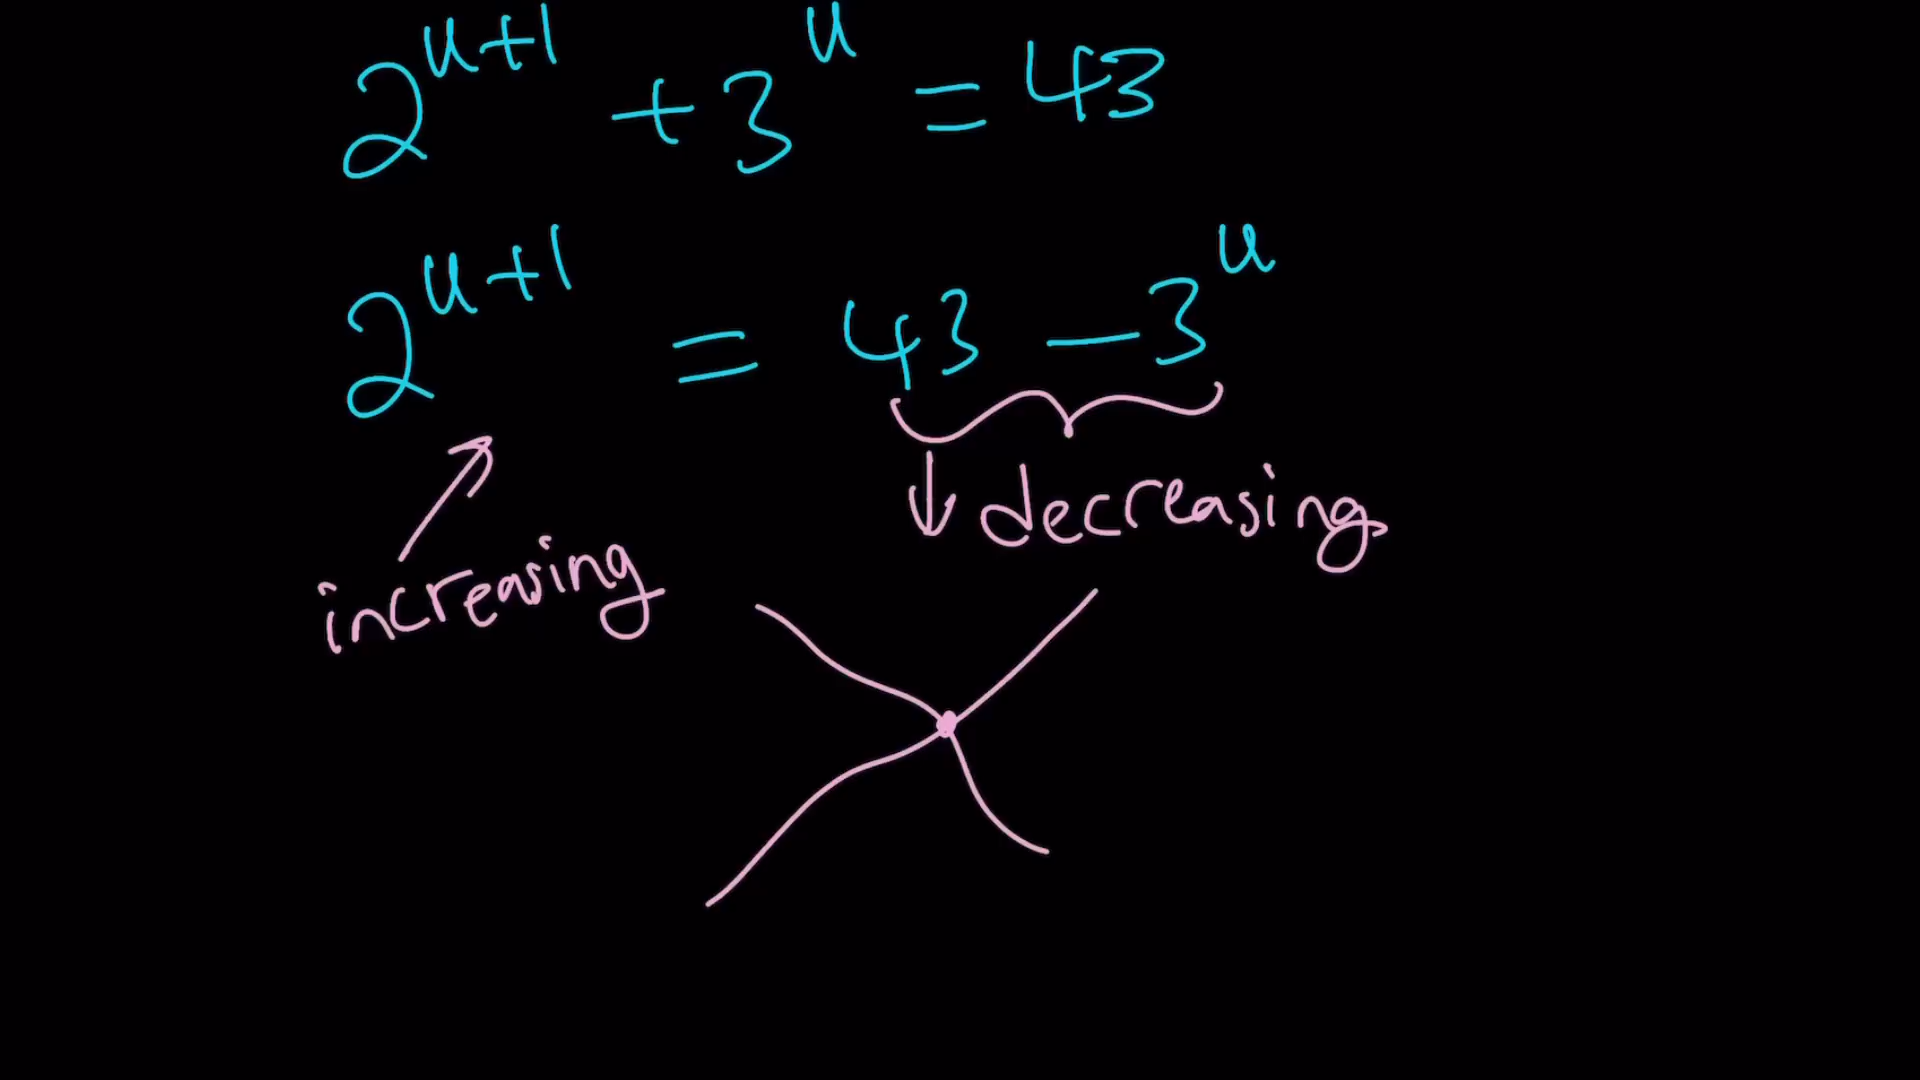 2^{u+1} + 3^u = 43
2^{u+1} = 43 - 3^u
↓ decreasing
increasing